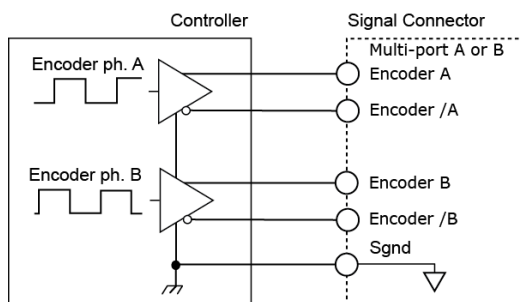 Controller
Signal Connector
Multi-port A or B
Encoder ph. A
Encoder A
Encoder /A
Encoder ph. B
Encoder B
Encoder /B
Sgnd